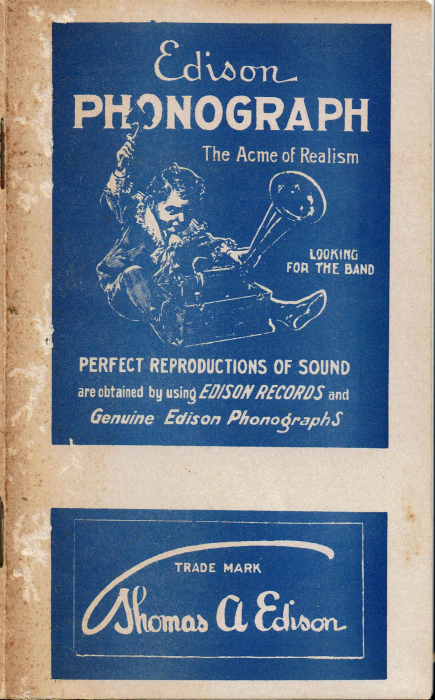 Edison
PHONOGRAPH
The Acme of Realism
LOOKING
FOR THE BAND
PERFECT REPRODUCTIONS OF SOUND
are obtained by using EDISON RECORDS and
Genuine Edison PhonographS
TRADE MARK
Thomas A Edison